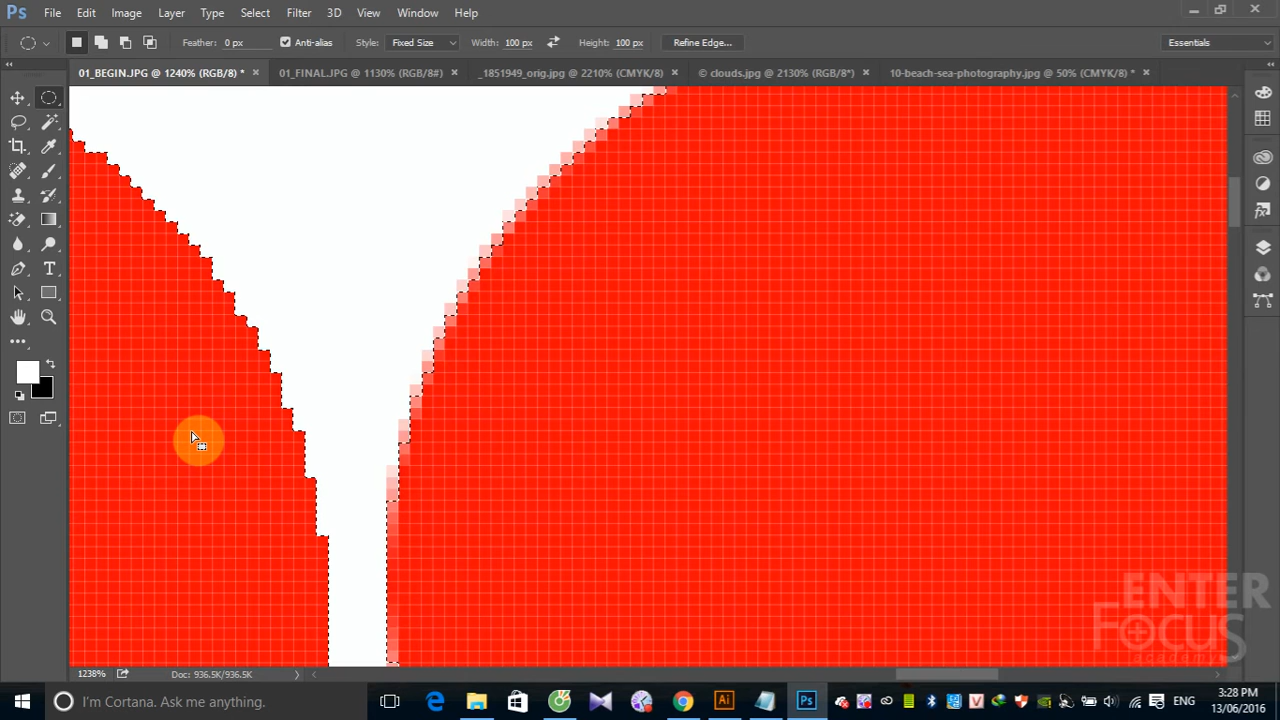 Ps File Edit Image Layer Type Select Filter 3D View Window Help
Feather: 0 px Anti-alias Style: Fixed Size Width: 100 px Height: 100 px Refine Edge... Essentials
01_BEGIN.JPG @ 1240% (RGB/8) * 01_FINAL.JPG @ 1130% (RGB/8#) _1851949_orig.jpg @ 2210% (CMYK/8) © clouds.jpg @ 2130% (RGB/8*) 10-beach-sea-photography.jpg @ 50% (CMYK/8) *
ENTER
FOCUS
academy
1238% Doc: 936.5K/936.5K
I'm Cortana. Ask me anything. Ai Ps ENG 3:28 PM
13/06/2016